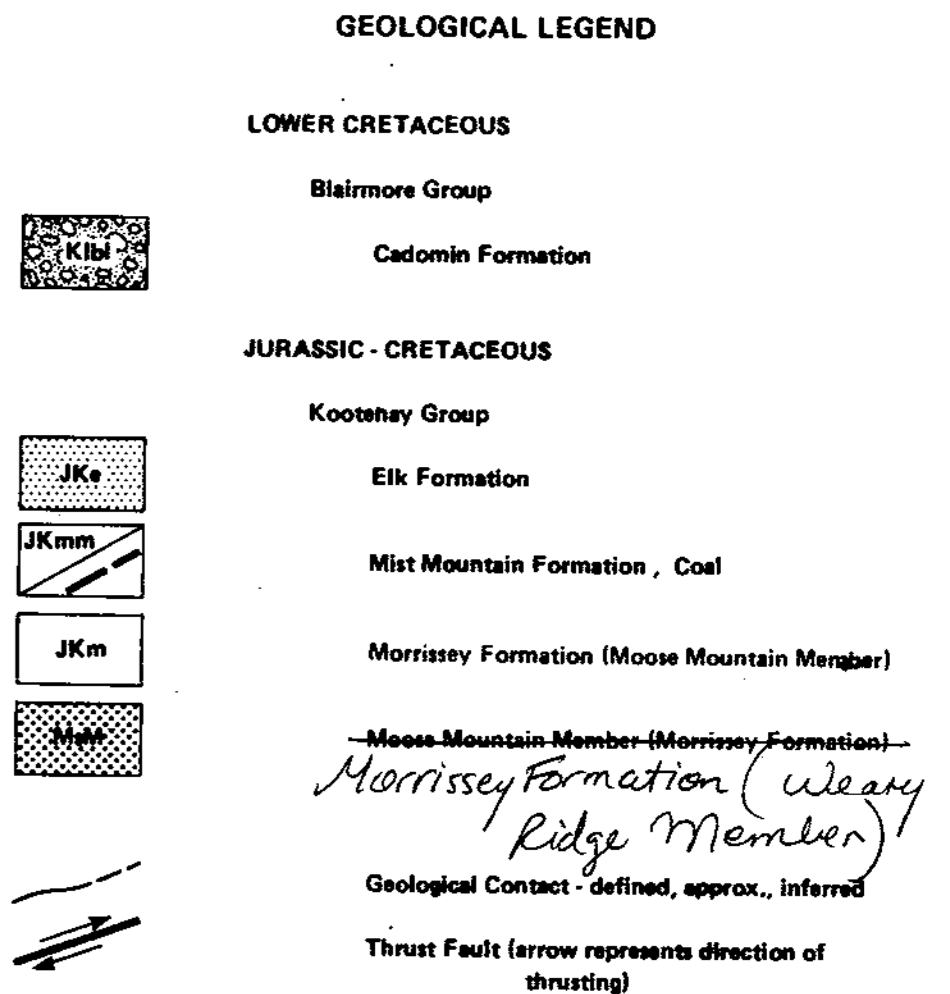 GEOLOGICAL LEGEND
LOWER CRETACEOUS
Blairmore Group
Klbl Cadomin Formation
JURASSIC - CRETACEOUS
Kootenay Group
JKe Elk Formation
JKmm Mist Mountain Formation , Coal
JKm Morrissey Formation (Moose Mountain Member)
Moose Mountain Member (Morrissey Formation)
Morrissey Formation (Weary
Ridge Member)
Geological Contact - defined, approx., inferred
Thrust Fault (arrow represents direction of
thrusting)